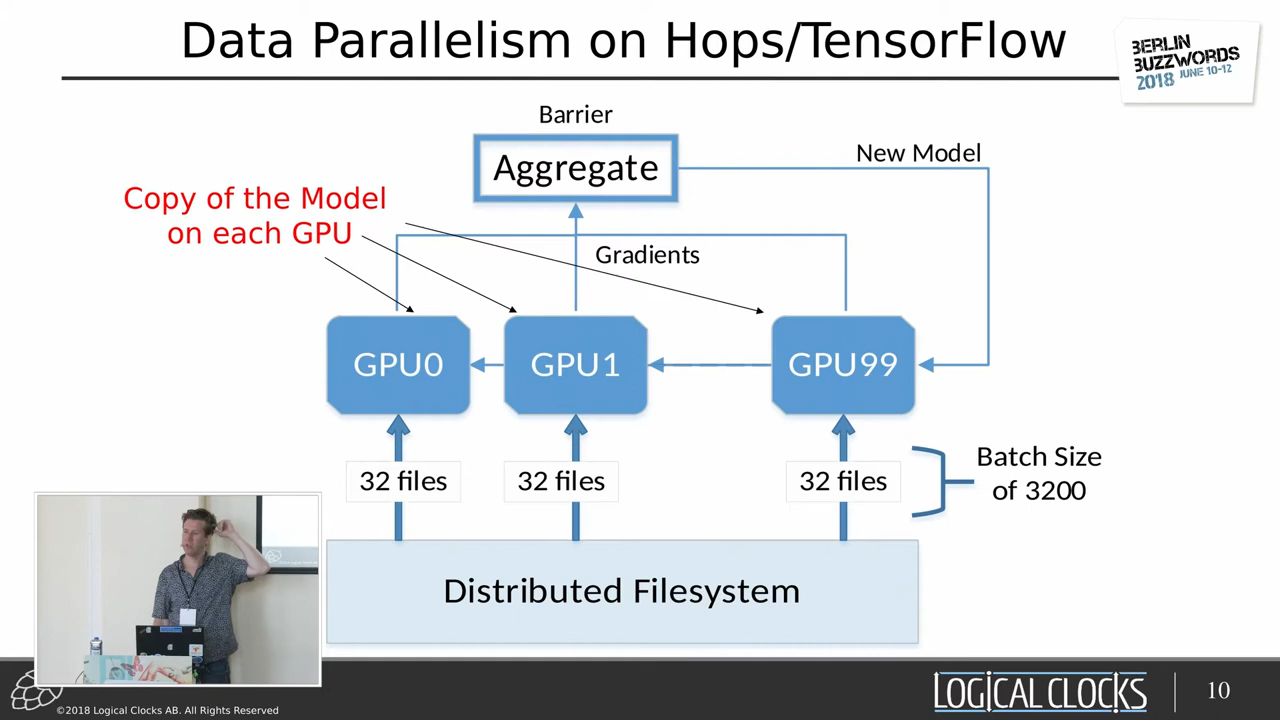 Data Parallelism on Hops/TensorFlow
BERLIN
BUZZWORDS
2018 JUNE 10-12
Barrier
Aggregate
New Model
Copy of the Model
on each GPU
Gradients
GPU0
GPU1
GPU99
32 files
32 files
32 files
Batch Size
of 3200
Distributed Filesystem
©2018 Logical Clocks AB. All Rights Reserved
LOGICAL CLOCKS
10